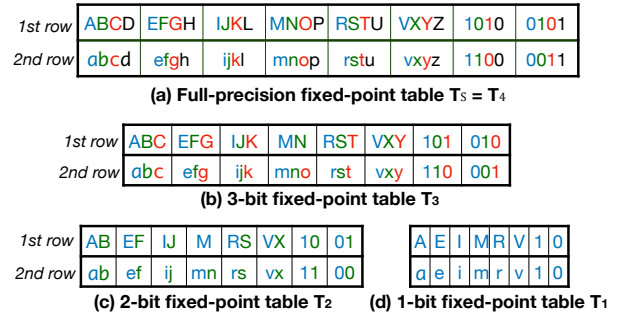 1st row ABCD EFGH IJKL MNOP RSTU VXYZ 1010 0101
2nd row abcd efgh ijkl mnop rstu vxyz 1100 0011
(a) Full-precision fixed-point table TS = T4
1st row ABC EFG IJK MN RST VXY 101 010
2nd row abc efg ijk mno rst vxy 110 001
(b) 3-bit fixed-point table T3
1st row AB EF IJ M RS VX 10 01 A E I M R V 1 0
2nd row ab ef ij mn rs vx 11 00 a e i m r v 1 0
(c) 2-bit fixed-point table T2 (d) 1-bit fixed-point table T1